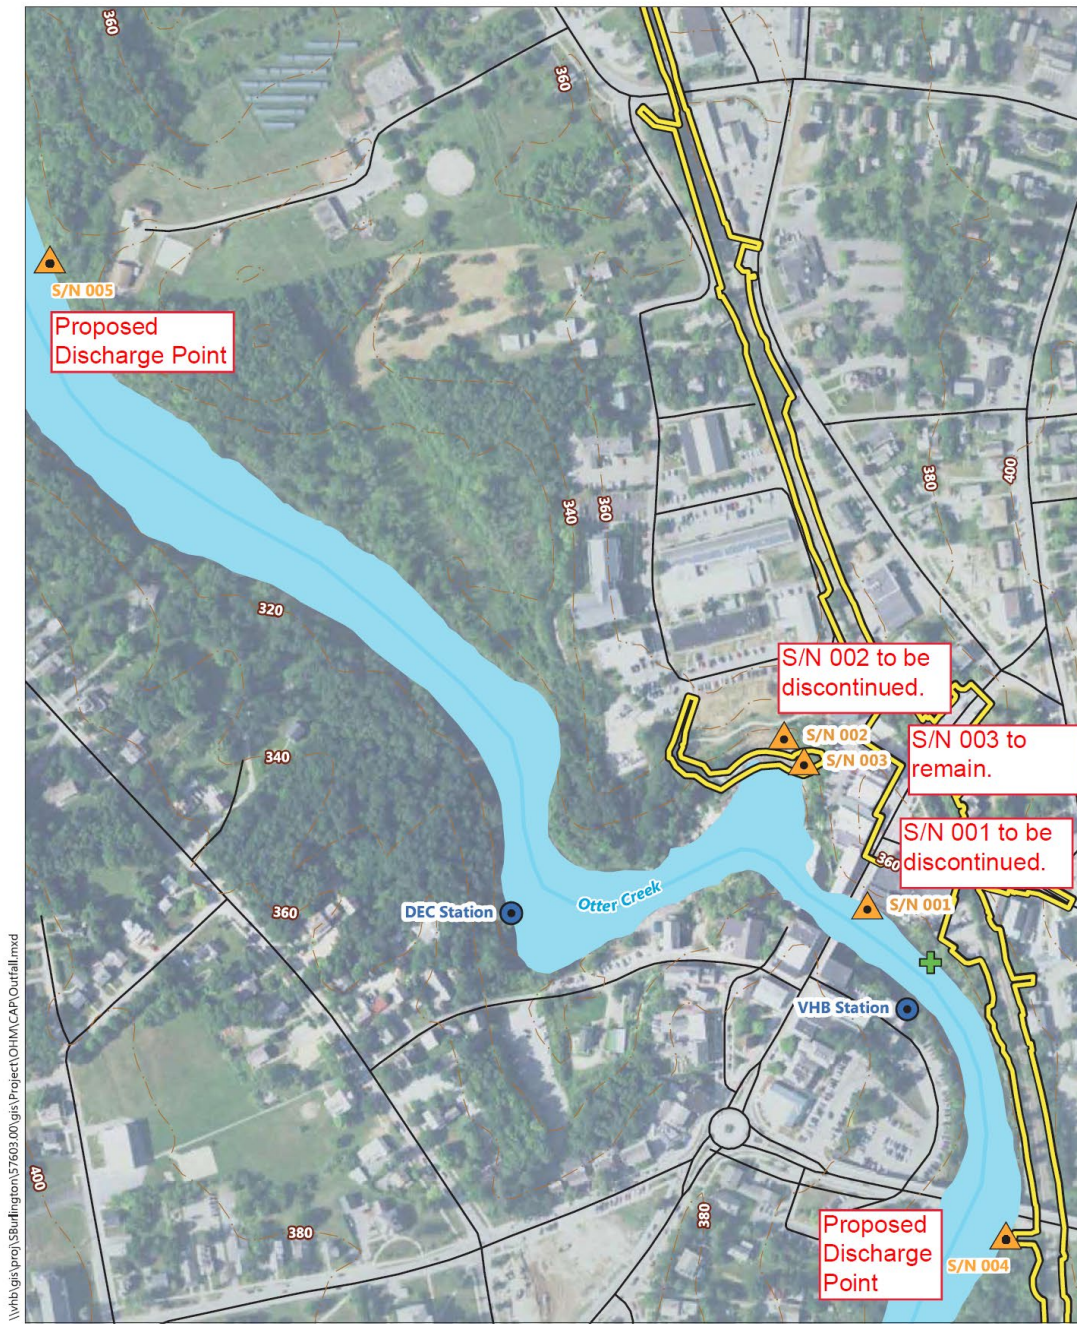 360
360
S/N 005
Proposed
Discharge Point
380
400
340
360
320
S/N 002 to be
discontinued.
S/N 002
S/N 003 to
remain.
S/N 003
340
S/N 001 to be
discontinued.
360
Otter Creek
S/N 001
360
DEC Station
VHB Station
400
380
380
Proposed
Discharge
Point
S/N 004
\\vhb\gis\proj\SBurlington\57603.00\gis\Project\OHM\CAP\Outfall.mxd